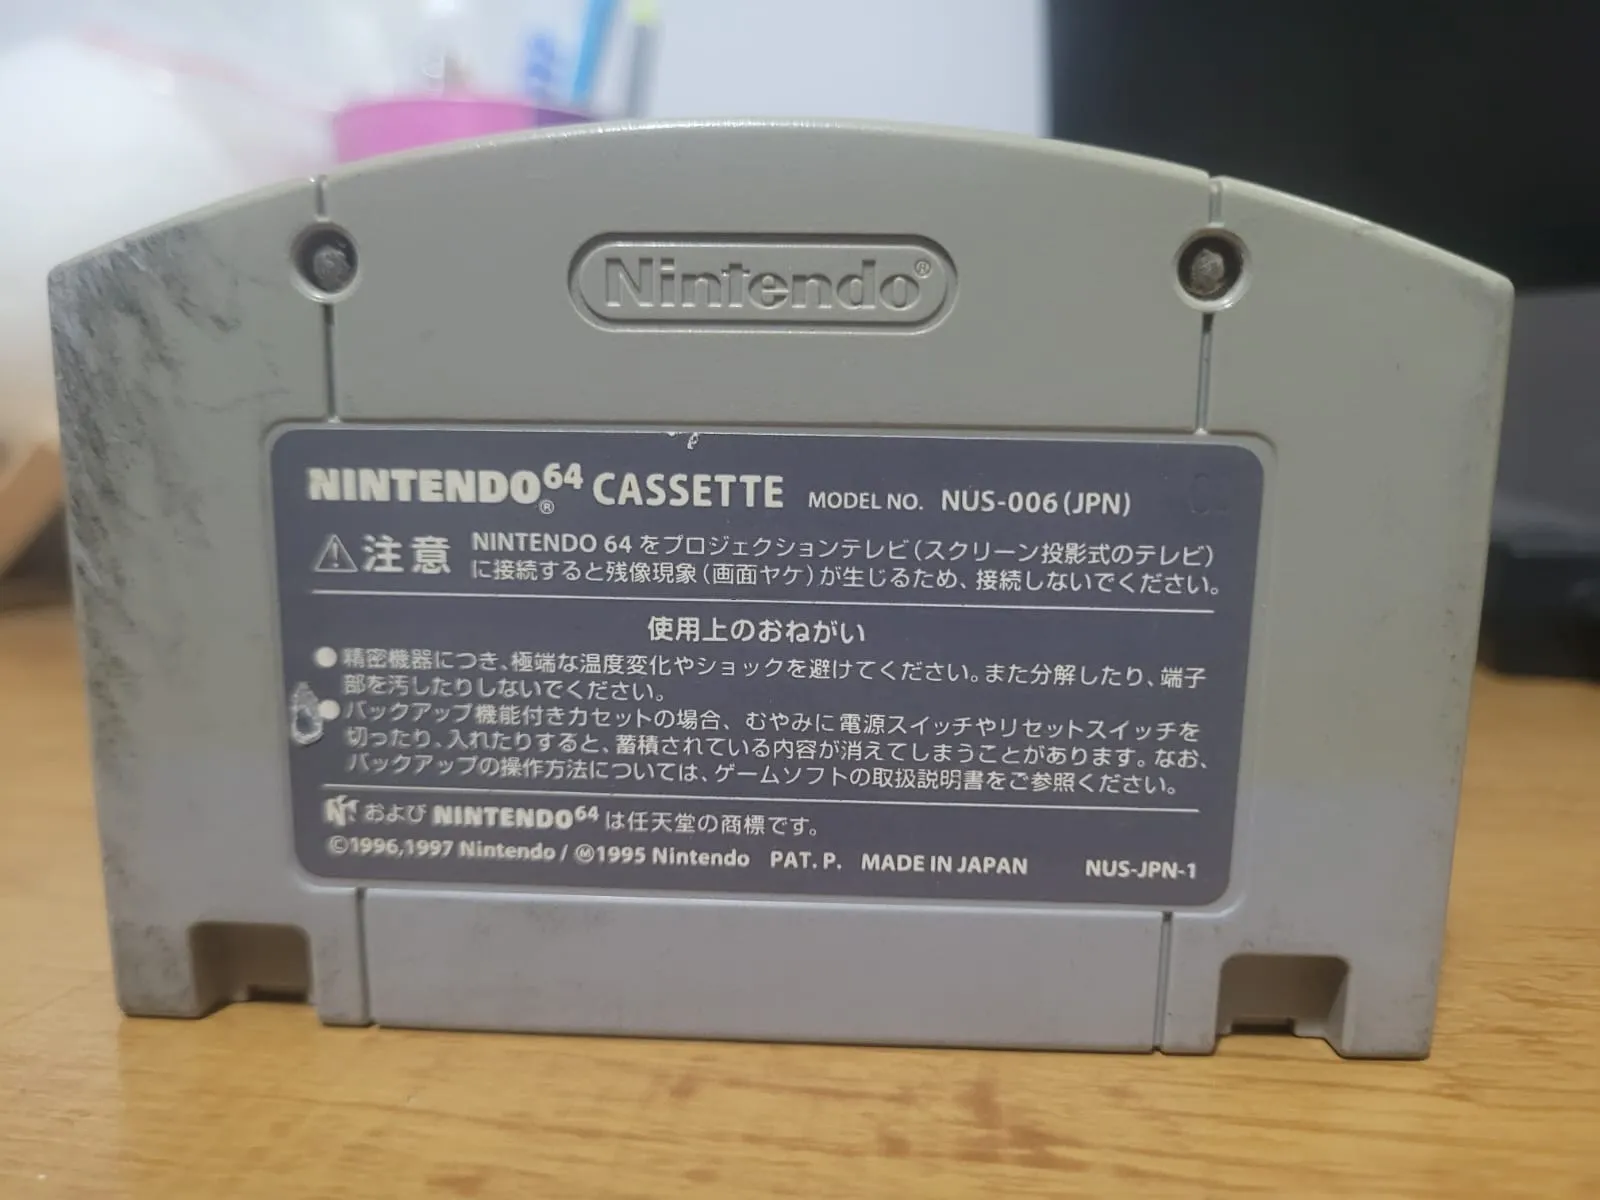 Nintendo®
NINTENDO64® CASSETTE MODEL NO. NUS-006(JPN)
⚠注意 NINTENDO 64 をプロジェクションテレビ(スクリーン投影式のテレビ)
に接続すると残像現象(画面ヤケ)が生じるため、接続しないでください。
使用上のおねがい
●精密機器につき、極端な温度変化やショックを避けてください。また分解したり、端子
部を汚したりしないでください。
●バックアップ機能付きカセットの場合、むやみに電源スイッチやリセットスイッチを
切ったり、入れたりすると、蓄積されている内容が消えてしまうことがあります。なお、
バックアップの操作方法については、ゲームソフトの取扱説明書をご参照ください。
および NINTENDO64 は任天堂の商標です。
©1996,1997 Nintendo / Ⓜ1995 Nintendo PAT. P. MADE IN JAPAN NUS-JPN-1